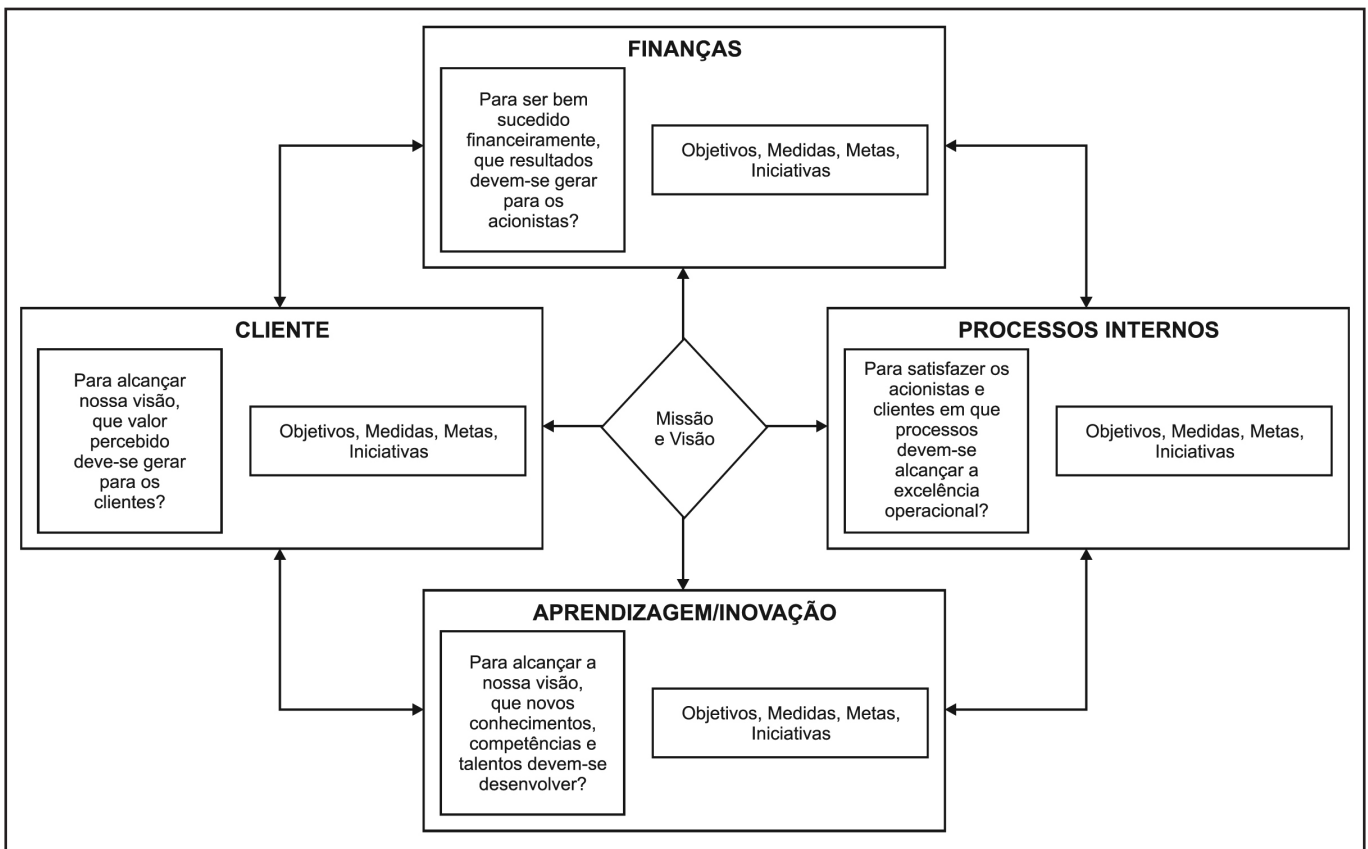 FINANÇAS
Para ser bem
sucedido
financeiramente,
que resultados
devem-se gerar
para os
acionistas?
Objetivos, Medidas, Metas,
Iniciativas
CLIENTE
Para alcançar
nossa visão,
que valor
percebido
deve-se gerar
para os
clientes?
Objetivos, Medidas, Metas,
Iniciativas
Missão
e Visão
PROCESSOS INTERNOS
Para satisfazer os
acionistas e
clientes em que
processos
devem-se
alcançar a
excelência
operacional?
Objetivos, Medidas, Metas,
Iniciativas
APRENDIZAGEM/INOVAÇÃO
Para alcançar a
nossa visão,
que novos
conhecimentos,
competências e
talentos devem-se
desenvolver?
Objetivos, Medidas, Metas,
Iniciativas